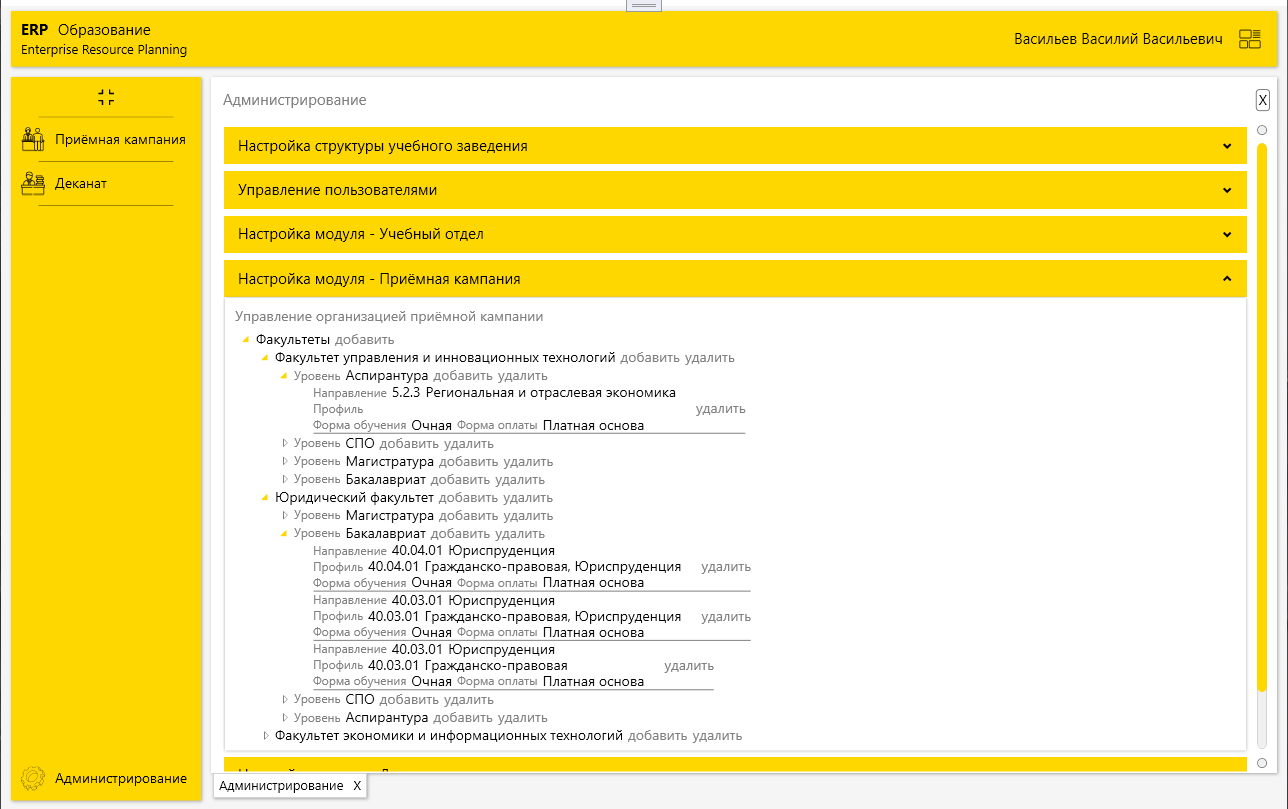 ERP Образование
Enterprise Resource Planning
Васильев Василий Васильевич
Приёмная кампания
Деканат
Администрирование
Администрирование
X
Настройка структуры учебного заведения
Управление пользователями
Настройка модуля - Учебный отдел
Настройка модуля - Приёмная кампания
Управление организацией приёмной кампании
Факультеты добавить
Факультет управления и инновационных технологий добавить удалить
Уровень Аспирантура добавить удалить
Направление 5.2.3 Региональная и отраслевая экономика
Профиль удалить
Форма обучения Очная Форма оплаты Платная основа
Уровень СПО добавить удалить
Уровень Магистратура добавить удалить
Уровень Бакалавриат добавить удалить
Юридический факультет добавить удалить
Уровень Магистратура добавить удалить
Уровень Бакалавриат добавить удалить
Направление 40.04.01 Юриспруденция
Профиль 40.04.01 Гражданско-правовая, Юриспруденция удалить
Форма обучения Очная Форма оплаты Платная основа
Направление 40.03.01 Юриспруденция
Профиль 40.03.01 Гражданско-правовая, Юриспруденция удалить
Форма обучения Очная Форма оплаты Платная основа
Направление 40.03.01 Юриспруденция
Профиль 40.03.01 Гражданско-правовая удалить
Форма обучения Очная Форма оплаты Платная основа
Уровень СПО добавить удалить
Уровень Аспирантура добавить удалить
Факультет экономики и информационных технологий добавить удалить
Администрирование X